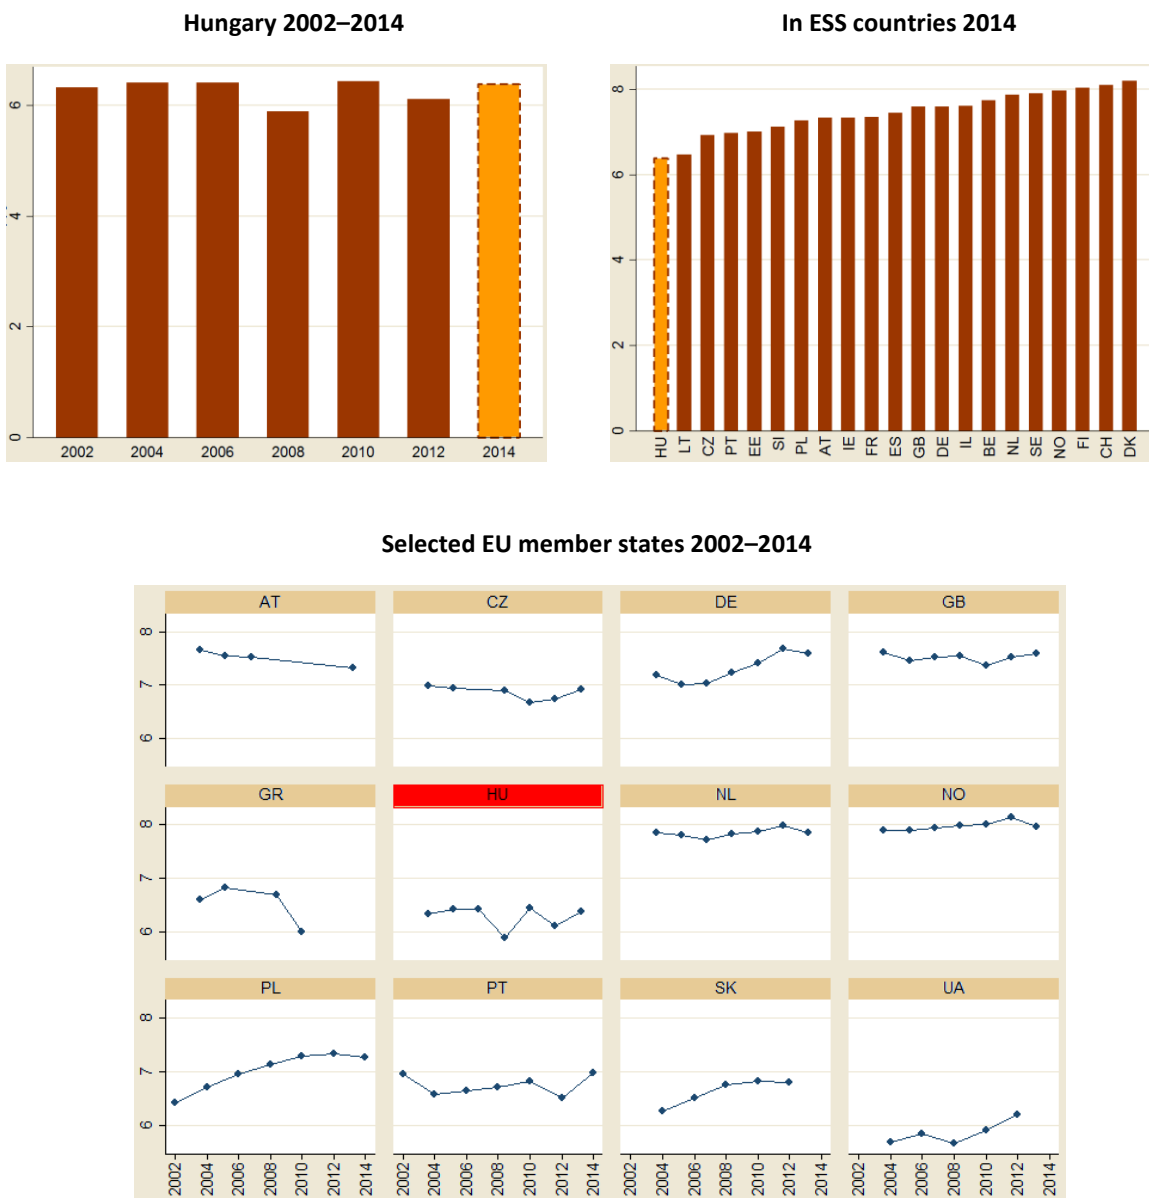 Hungary 2002–2014
In ESS countries 2014
6
4
2
0
2002 2004 2006 2008 2010 2012 2014
8
6
4
2
0
HU LT CZ PT EE SI PL AT IE FR ES GB DE IL BE NL SE NO FI CH DK
Selected EU member states 2002–2014
AT CZ DE GB
8
7
6
GR HU NL NO
8
7
6
PL PT SK UA
8
7
6
2002 2004 2006 2008 2010 2012 2014 2002 2004 2006 2008 2010 2012 2014 2002 2004 2006 2008 2010 2012 2014 2002 2004 2006 2008 2010 2012 2014